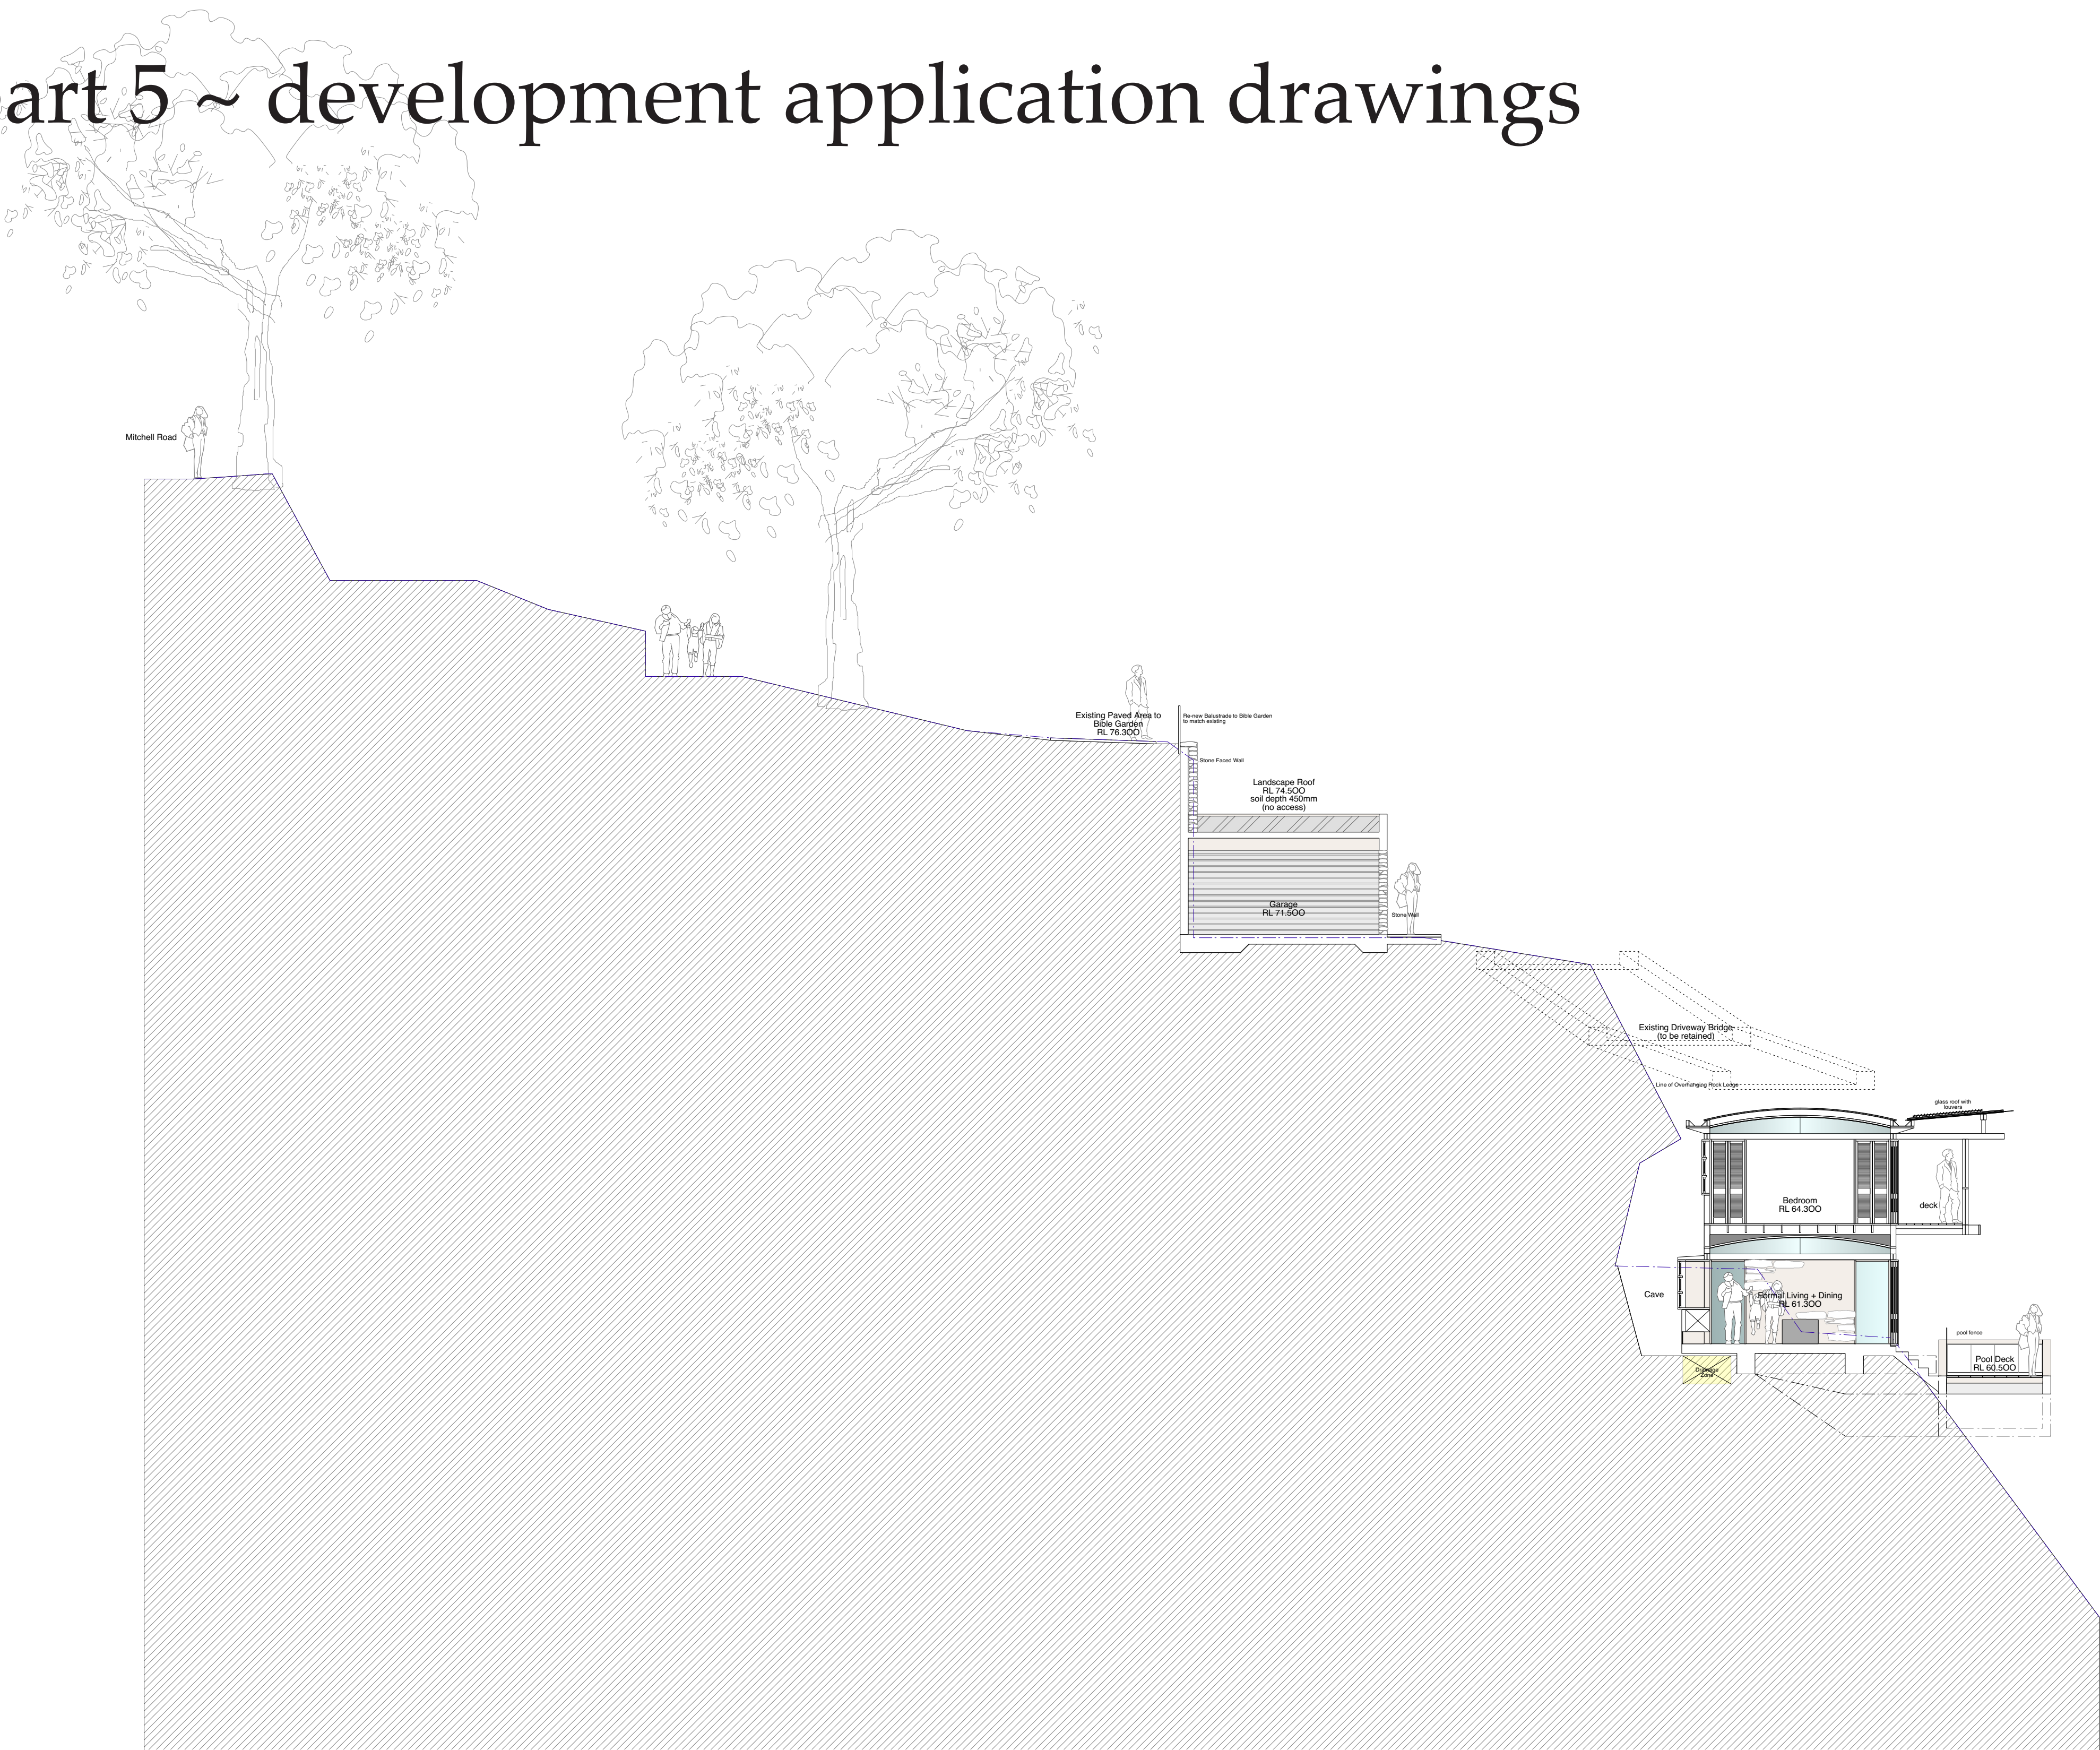 art 5 ~ development application drawings
Mitchell Road
Existing Paved Area to
Bible Garden
RL 76.300
Re-new Balustrade to Bible Garden
to match existing
Stone Faced Wall
Landscape Roof
RL 74.500
soil depth 450mm
(no access)
Garage
RL 71.500
Stone Wall
Existing Driveway Bridge
(to be retained)
Line of Overhanging Rock Ledge
glass roof with
louvers
Bedroom
RL 64.300
deck
Cave
Formal Living + Dining
RL 61.300
pool fence
Pool Deck
RL 60.500
Drainage
Zone